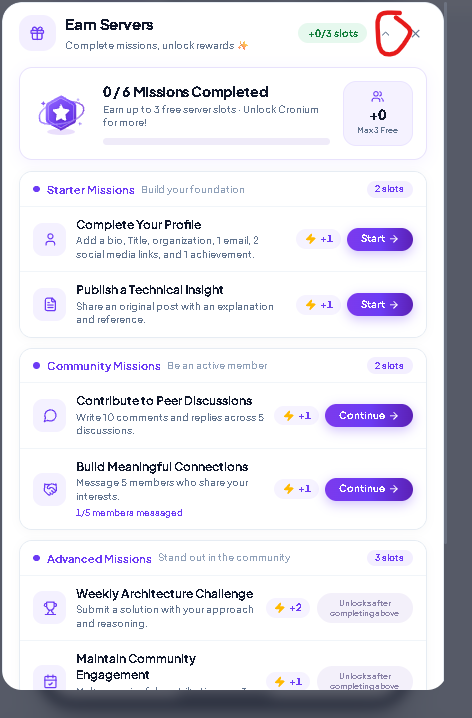 Earn Servers
Complete missions, unlock rewards ✨
+0/3 slots
0 / 6 Missions Completed
Earn up to 3 free server slots · Unlock Cronium
for more!
+0
Max 3 Free
Starter Missions Build your foundation 2 slots
Complete Your Profile
Add a bio, Title, organization, 1 email, 2
social media links, and 1 achievement.
+1 Start →
Publish a Technical Insight
Share an original post with an explanation
and reference.
+1 Start →
Community Missions Be an active member 2 slots
Contribute to Peer Discussions
Write 10 comments and replies across 5
discussions.
+1 Continue →
Build Meaningful Connections
Message 5 members who share your
interests.
1/5 members messaged
+1 Continue →
Advanced Missions Stand out in the community 3 slots
Weekly Architecture Challenge
Submit a solution with your approach
and reasoning.
+2 Unlocks after
completing above
Maintain Community
Engagement
+1 Unlocks after
completing above